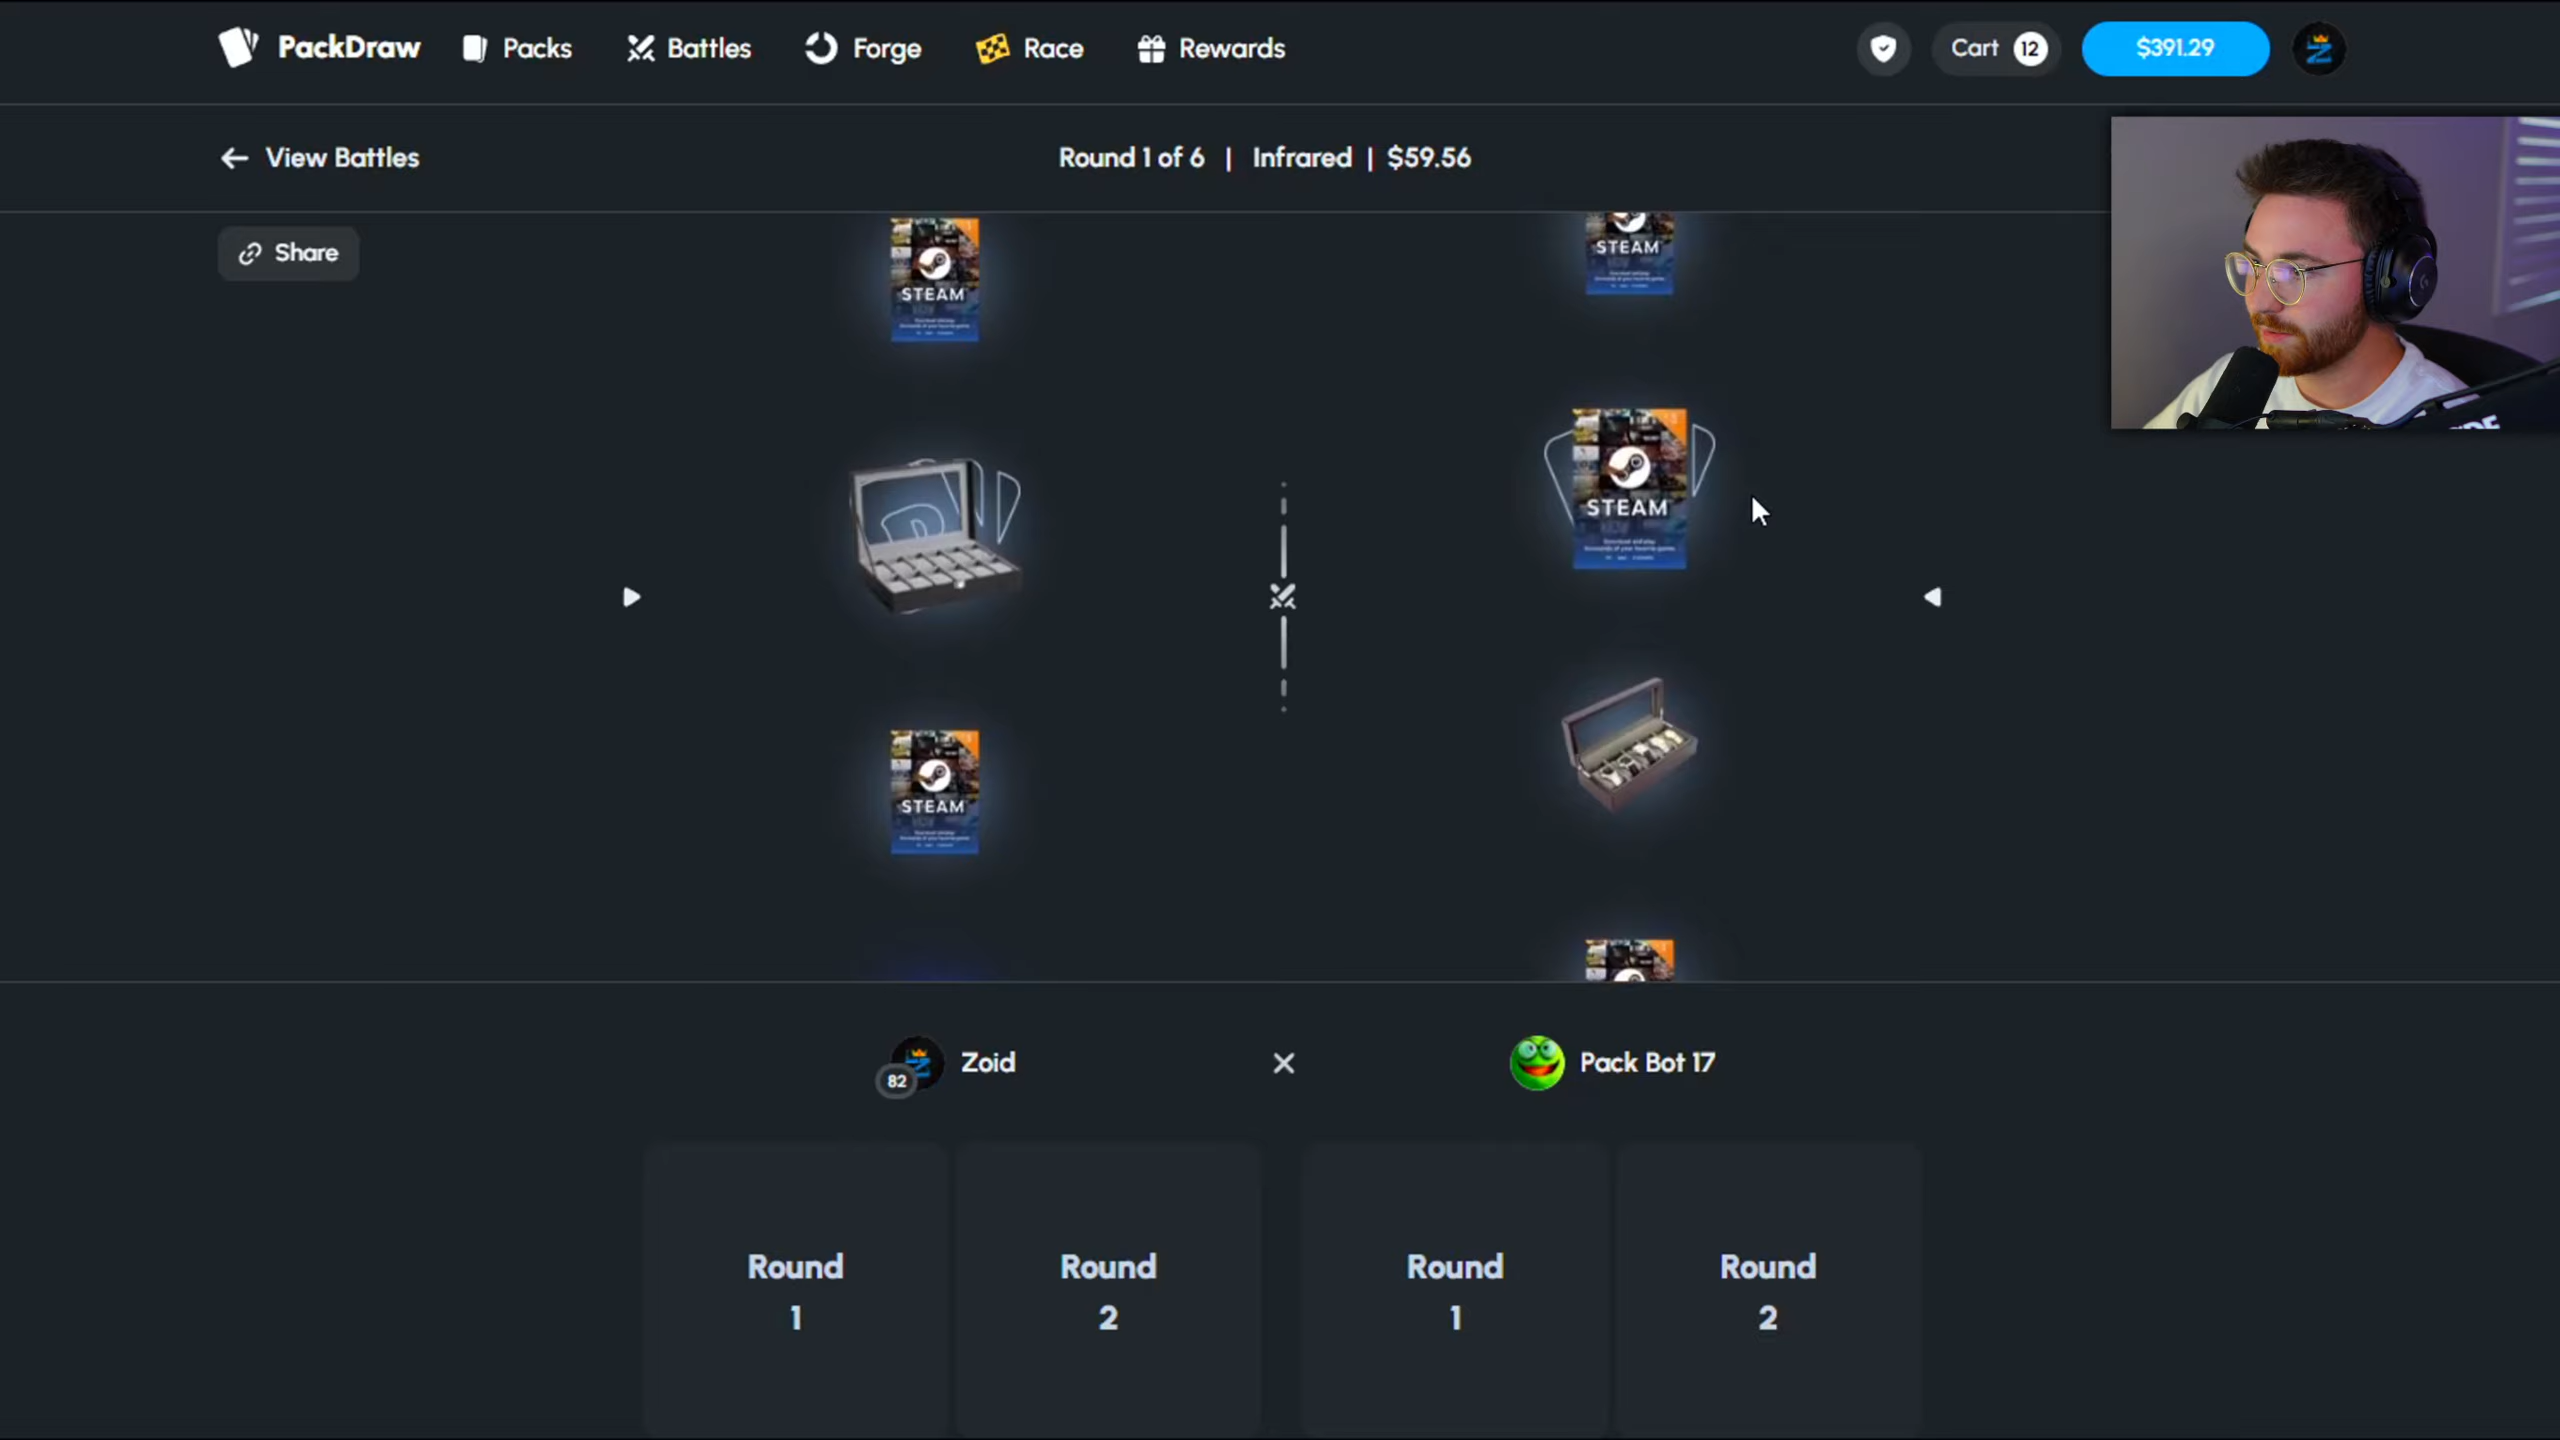 PackDraw
Packs
Battles
Forge
Race
Rewards
Cart 12
$391.29
View Battles
Round 1 of 6 | Infrared | $59.56
Share
STEAM
STEAM
STEAM
STEAM
82
Zoid
Pack Bot 17
Round
1
Round
2
Round
1
Round
2